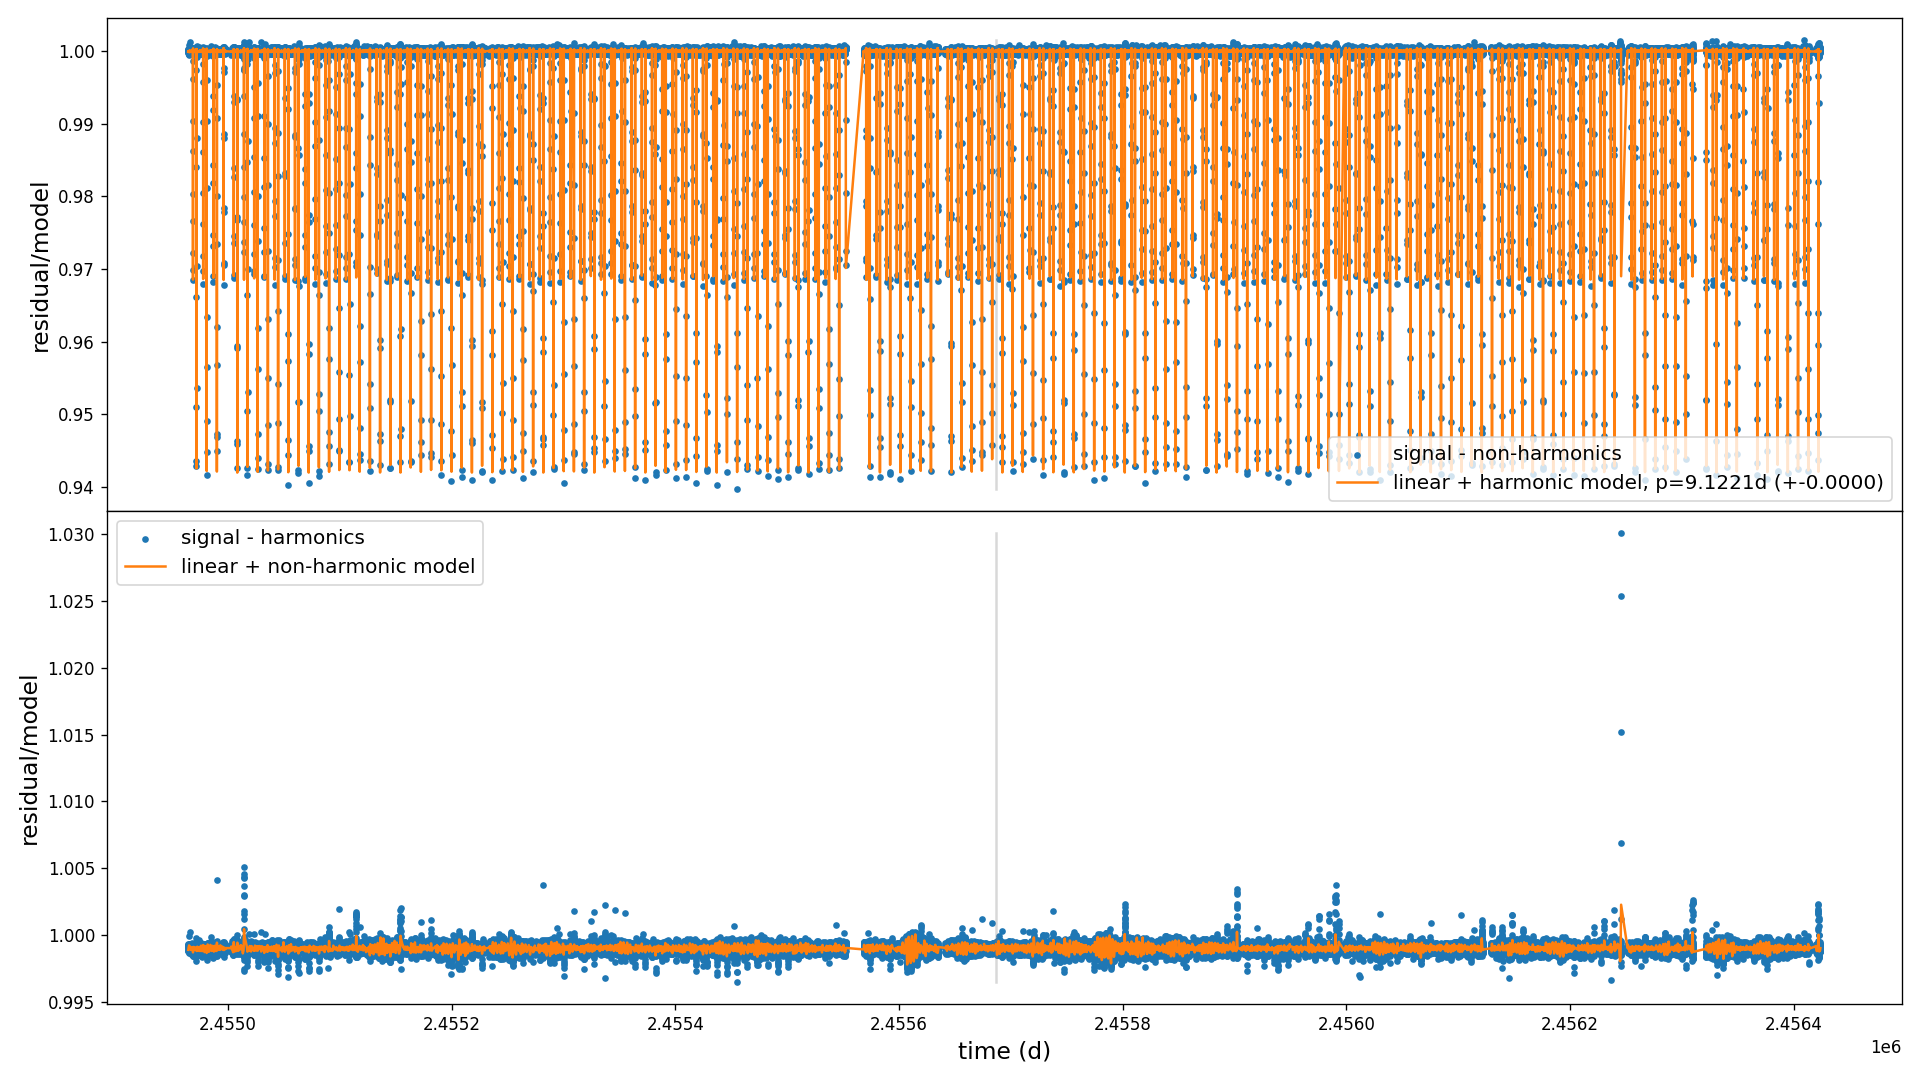 1.00
0.99
0.98
0.97
0.96
0.95
0.94
residual/model
signal - non-harmonics
linear + harmonic model, p=9.1221d (+-0.0000)
1.030
1.025
1.020
1.015
1.010
1.005
1.000
0.995
residual/model
signal - harmonics
linear + non-harmonic model
2.4550
2.4552
2.4554
2.4556
2.4558
2.4560
2.4562
2.4564
1e6
time (d)